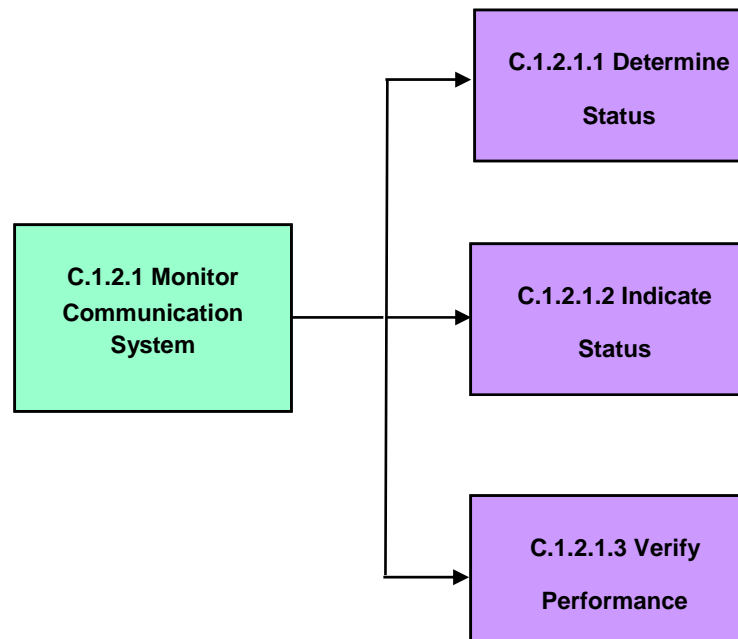 C.1.2.1.1 Determine
Status
C.1.2.1 Monitor
Communication
System
C.1.2.1.2 Indicate
Status
C.1.2.1.3 Verify
Performance